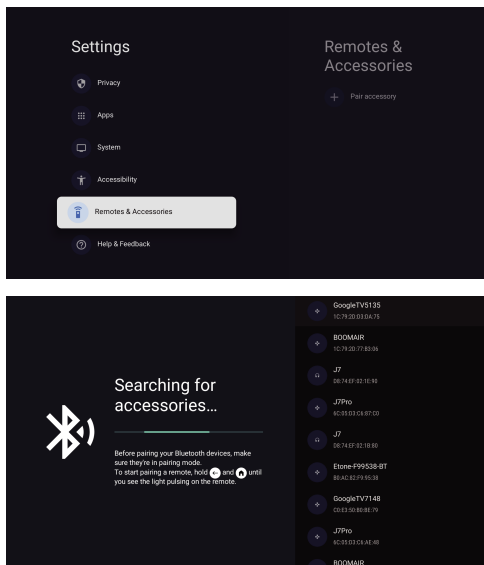 Settings
Privacy
Apps
System
Accessibility
Remotes & Accessories
Help & Feedback
Remotes &
Accessories
+ Pair accessory
Searching for
accessories...
Before pairing your Bluetooth devices, make
sure they're in pairing mode.
To start pairing a remote, hold and until
you see the light pulsing on the remote.
GoogleTV5135
1C:79:2D:D3:DA:75
BOOMAIR
1C:79:2D:77:83:06
J7
D8:74:EF:02:1E:90
J7Pro
6C:05:D3:C6:87:C0
J7
D8:74:EF:02:1B:80
Etone-F99538-BT
B0:AC:82:F9:95:38
GoogleTV7148
C0:E3:50:B0:BE:79
J7Pro
6C:05:D3:C6:AE:48
BOOMAIR